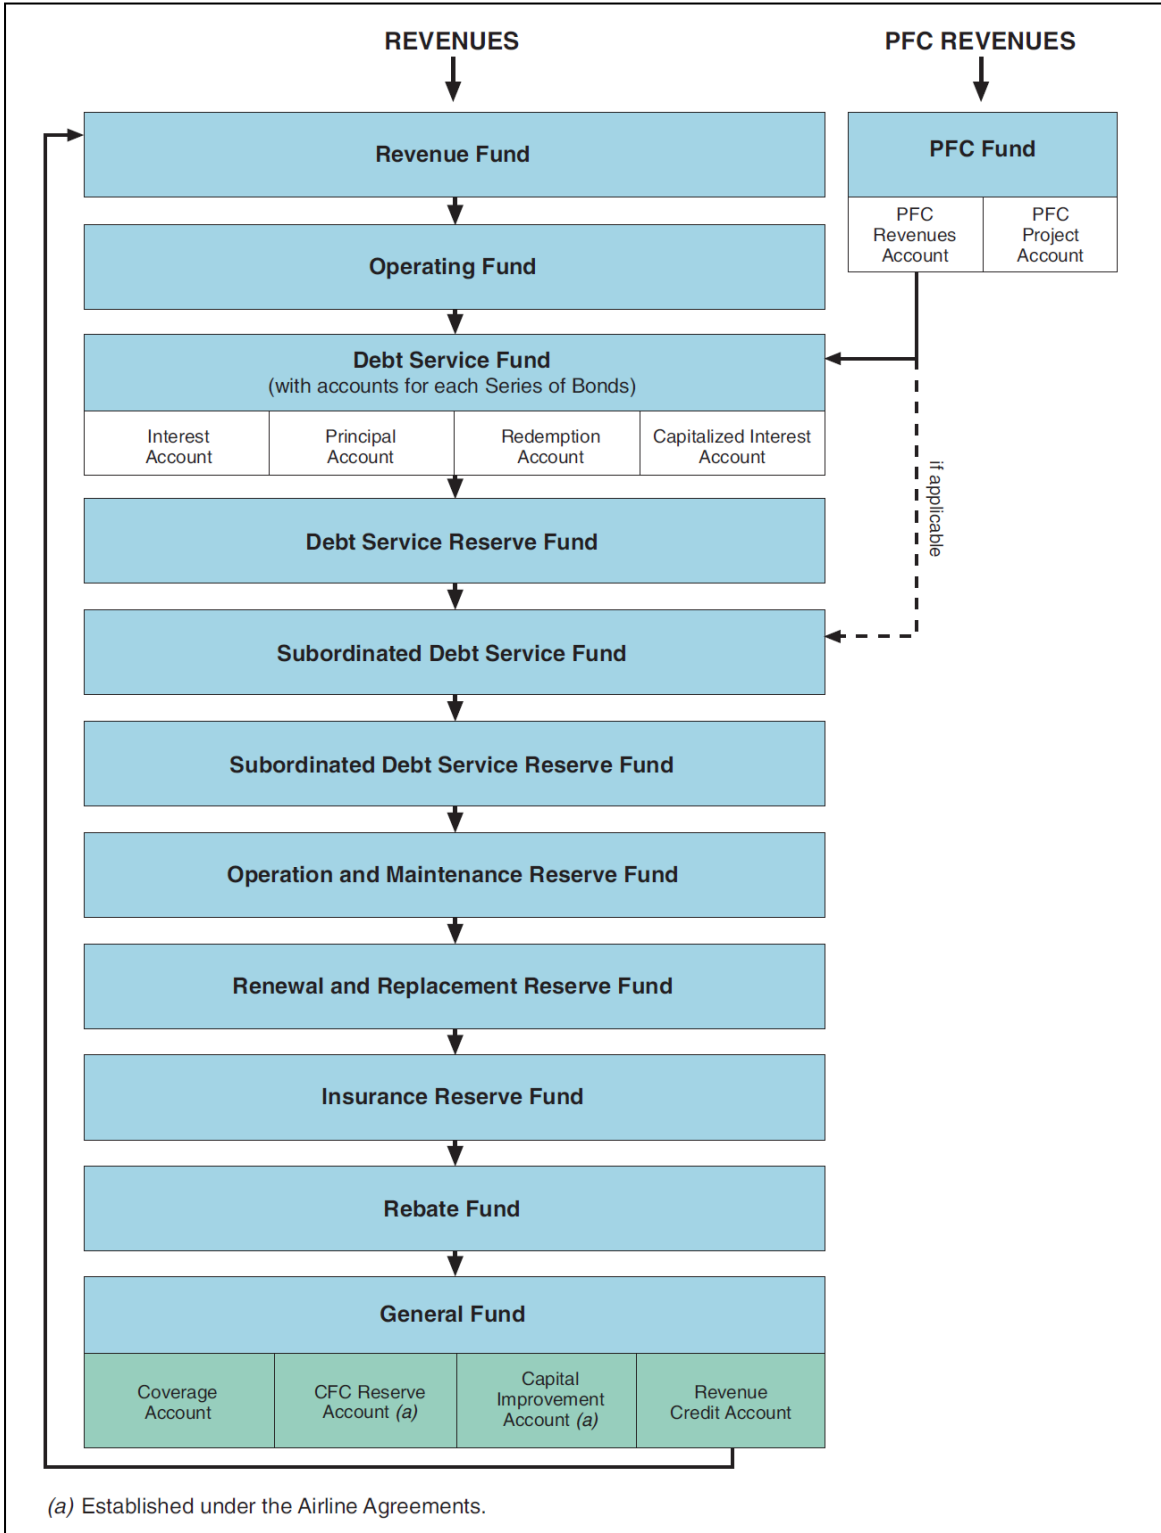 REVENUES
PFC REVENUES
Revenue Fund
PFC Fund
PFC
Revenues
Account
PFC
Project
Account
Operating Fund
Debt Service Fund
(with accounts for each Series of Bonds)
Interest
Account
Principal
Account
Redemption
Account
Capitalized Interest
Account
if applicable
Debt Service Reserve Fund
Subordinated Debt Service Fund
Subordinated Debt Service Reserve Fund
Operation and Maintenance Reserve Fund
Renewal and Replacement Reserve Fund
Insurance Reserve Fund
Rebate Fund
General Fund
Coverage
Account
CFC Reserve
Account (a)
Capital
Improvement
Account (a)
Revenue
Credit Account
(a) Established under the Airline Agreements.